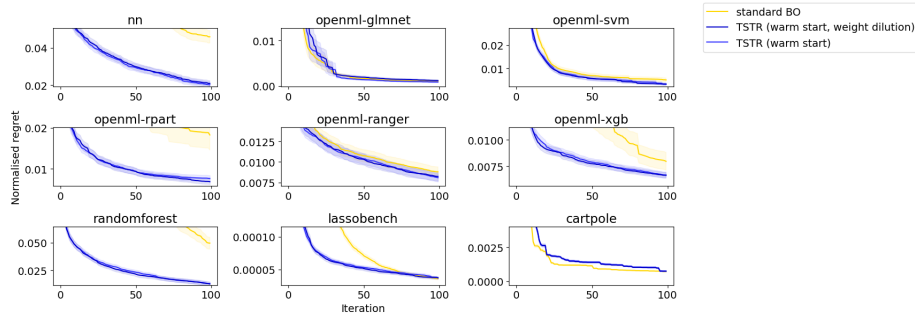 nn
openml-glmnet
openml-svm
standard BO
TSTR (warm start, weight dilution)
TSTR (warm start)
0.04
0.02
0 50 100
0.01
0.00
0 50 100
0.02
0.01
0 50 100
Normalised regret
openml-rpart
openml-ranger
openml-xgb
0.02
0.01
0 50 100
0.0125
0.0100
0.0075
0 50 100
0.0100
0.0075
0 50 100
randomforest
lassobench
cartpole
0.050
0.025
0 50 100
0.00010
0.00005
0 50 100
0.0025
0.0000
0 50 100
Iteration